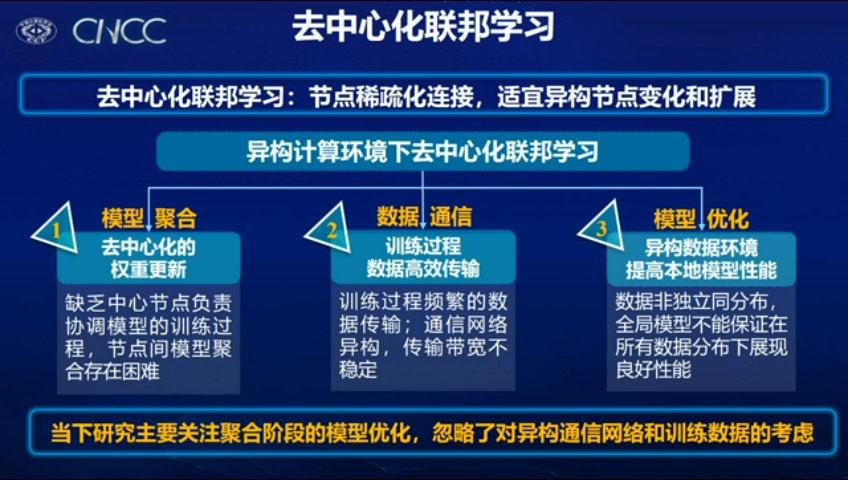 CNCC
去中心化联邦学习
去中心化联邦学习：节点稀疏化连接，适宜异构节点变化和扩展
异构计算环境下去中心化联邦学习
1
模型 聚合
去中心化的
权重更新
缺乏中心节点负责
协调模型的训练过
程，节点间模型聚
合存在困难
2
数据 通信
训练过程
数据高效传输
训练过程频繁的数
据传输；通信网络
异构，传输带宽不
稳定
3
模型 优化
异构数据环境
提高本地模型性能
数据非独立同分布，
全局模型不能保证在
所有数据分布下展现
良好性能
当下研究主要关注聚合阶段的模型优化，忽略了对异构通信网络和训练数据的考虑